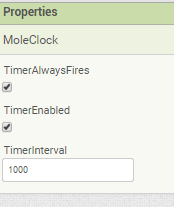 Properties
MoleClock
TimerAlwaysFires
TimerEnabled
TimerInterval
1000